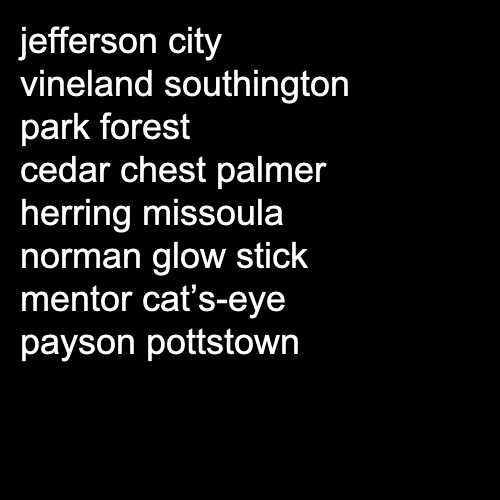 jefferson city
vineland southington
park forest
cedar chest palmer
herring missoula
norman glow stick
mentor cat’s-eye
payson pottstown